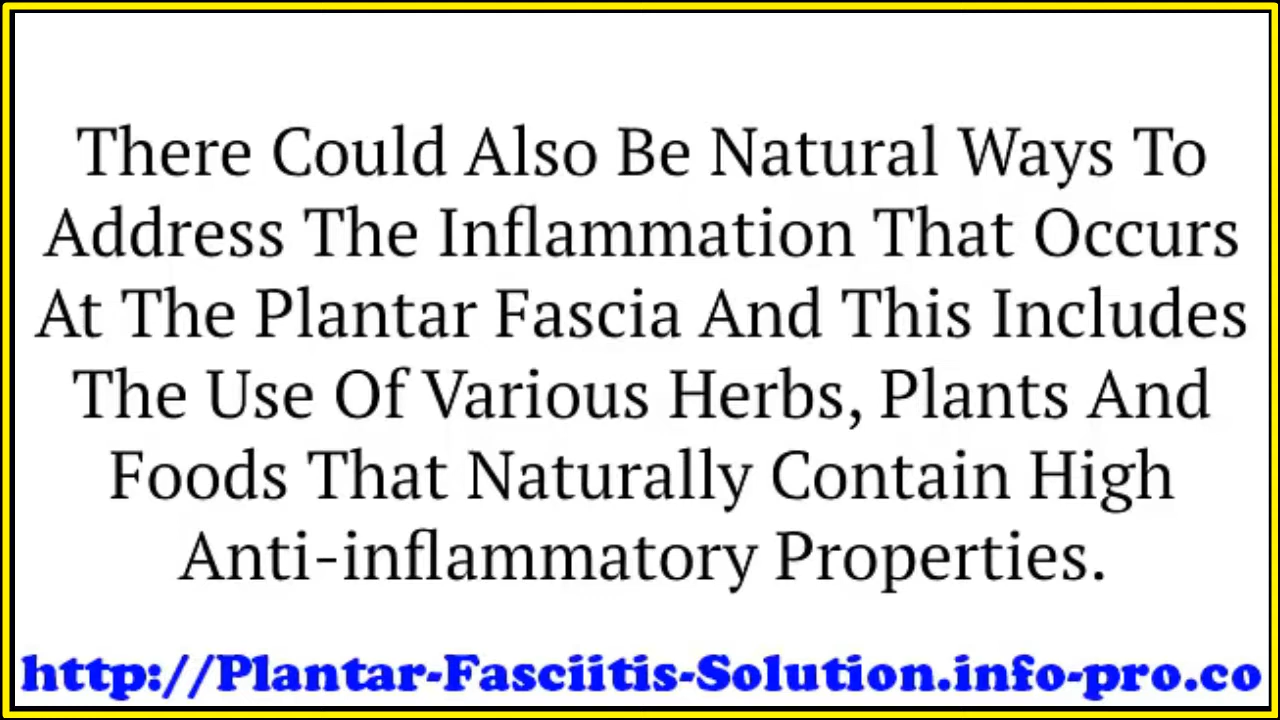 There Could Also Be Natural Ways To
Address The Inflammation That Occurs
At The Plantar Fascia And This Includes
The Use Of Various Herbs, Plants And
Foods That Naturally Contain High
Anti-inflammatory Properties.
http://Plantar-Fasciitis-Solution.info-pro.co